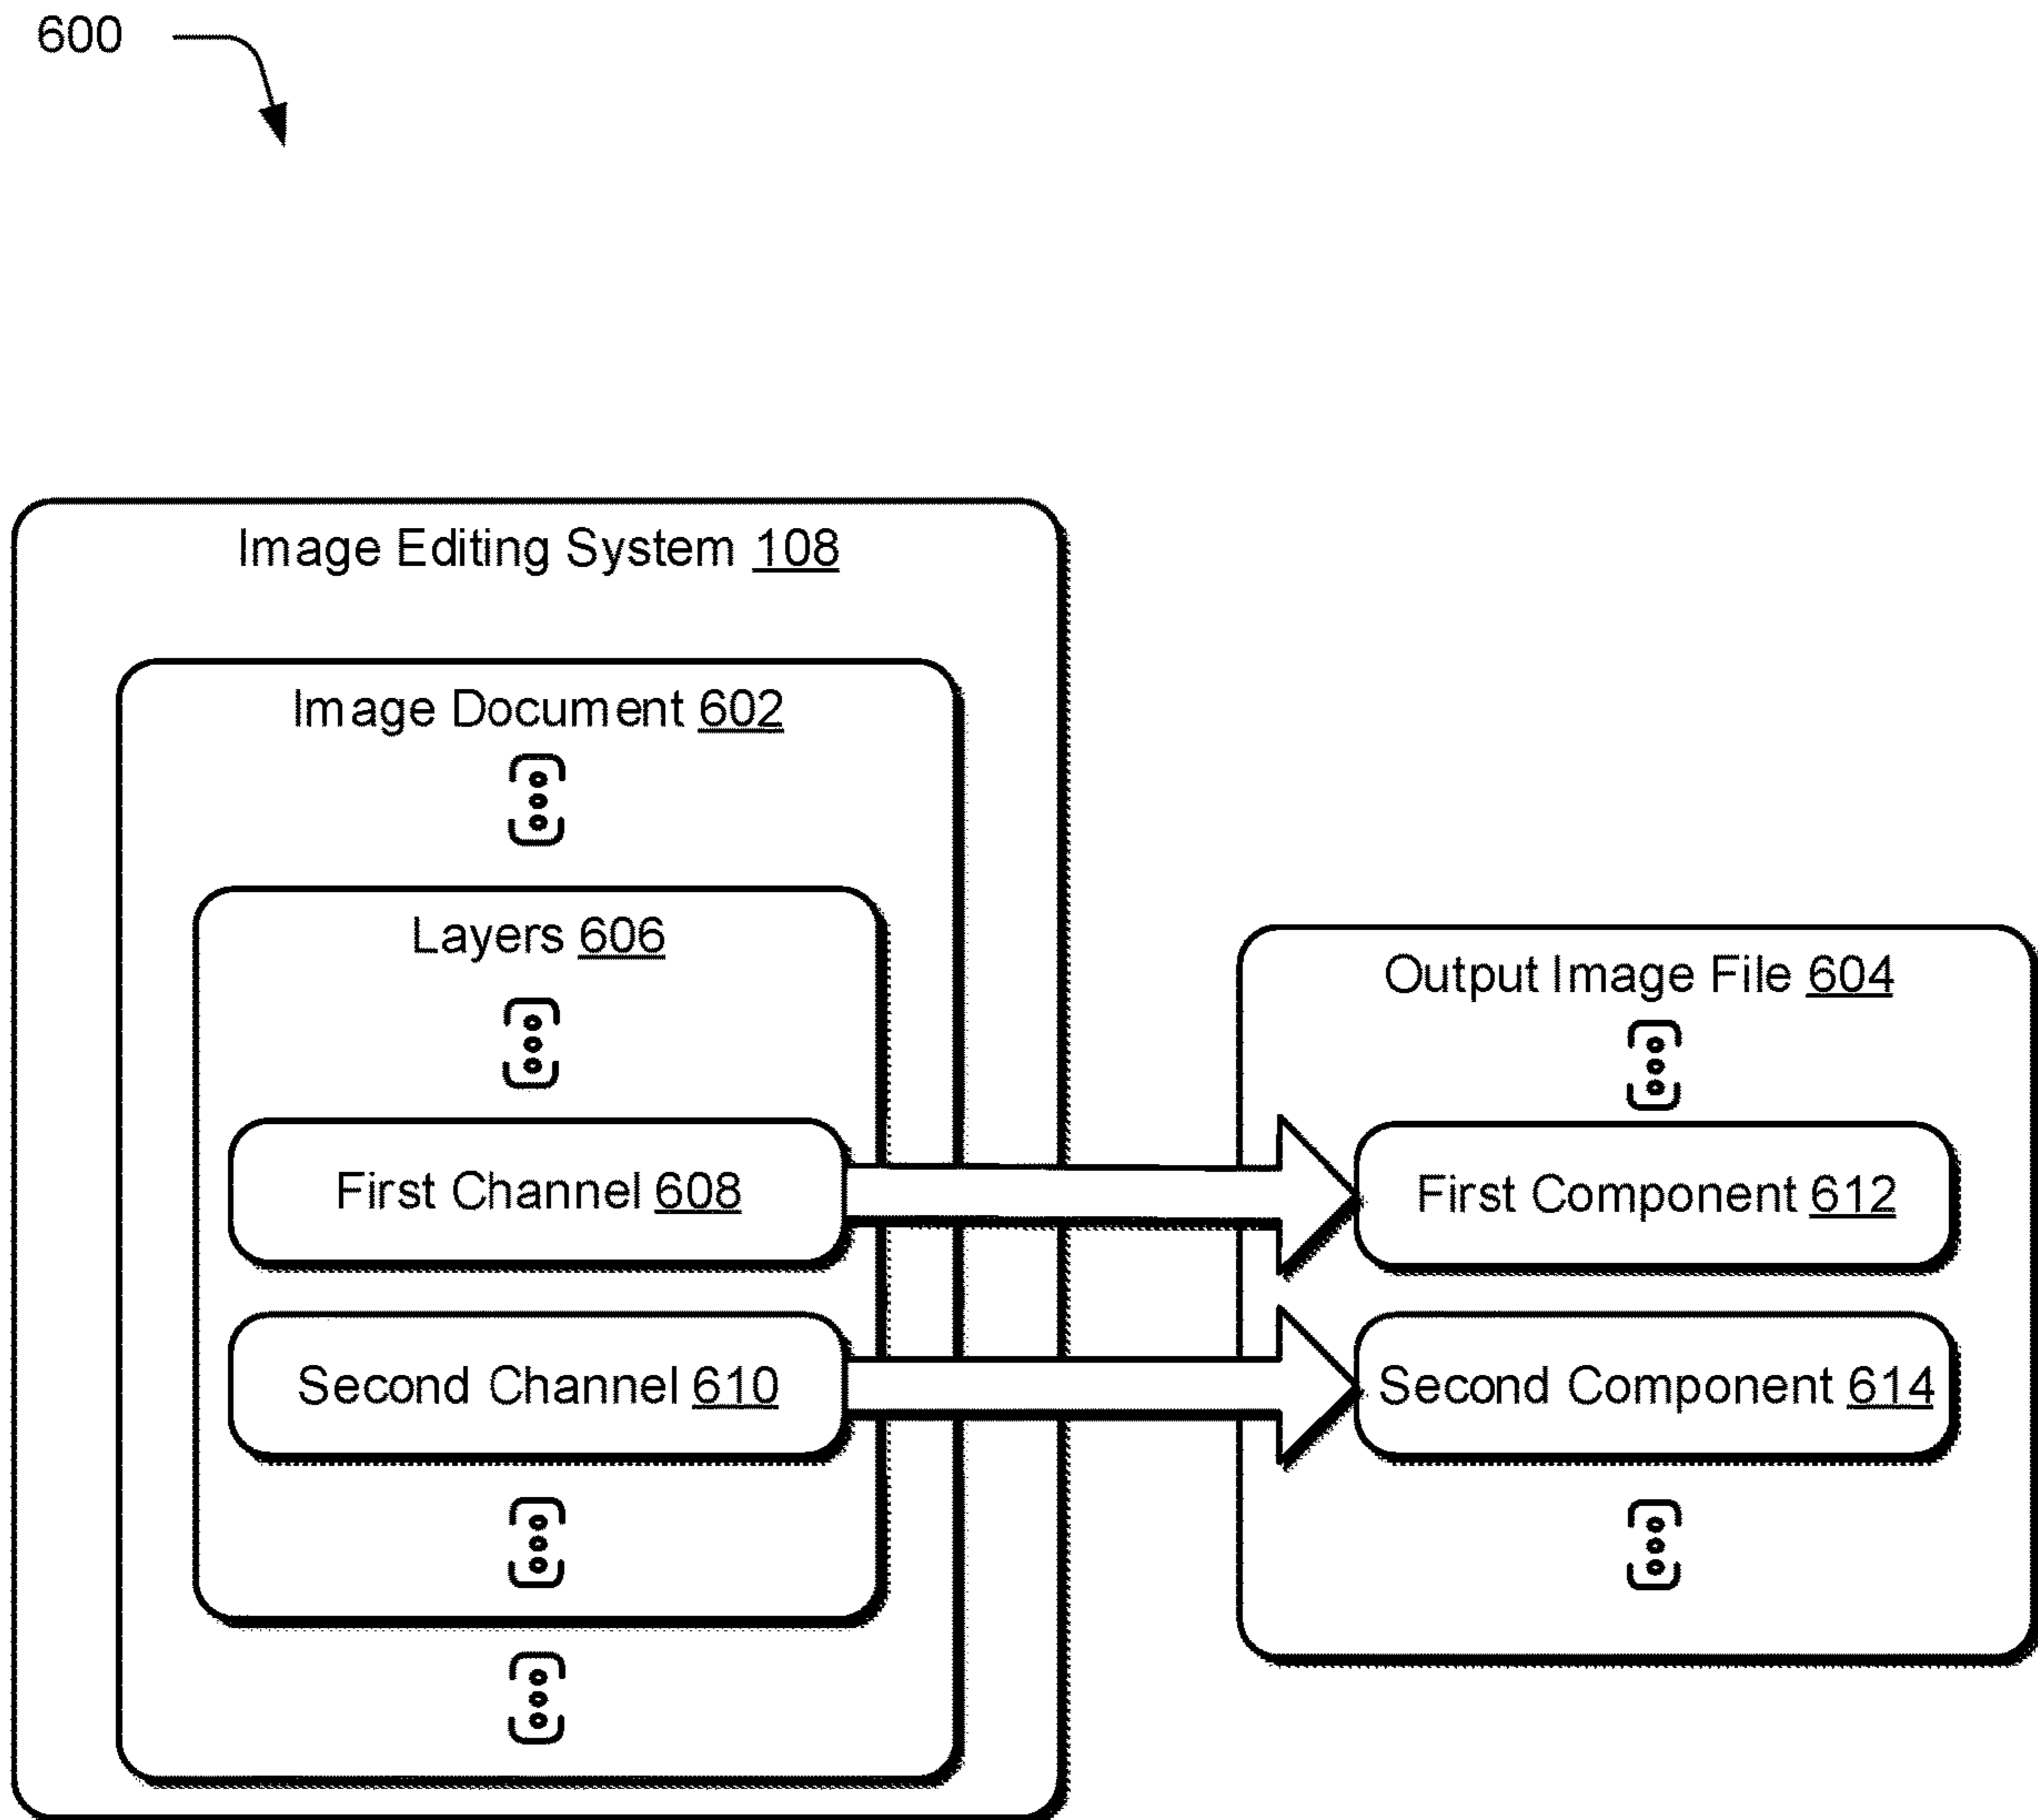 600
Image Editing System 108
Image Document 602
Layers 606
Output Image File 604
First Channel 608
First Component 612
Second Channel 610
Second Component 614